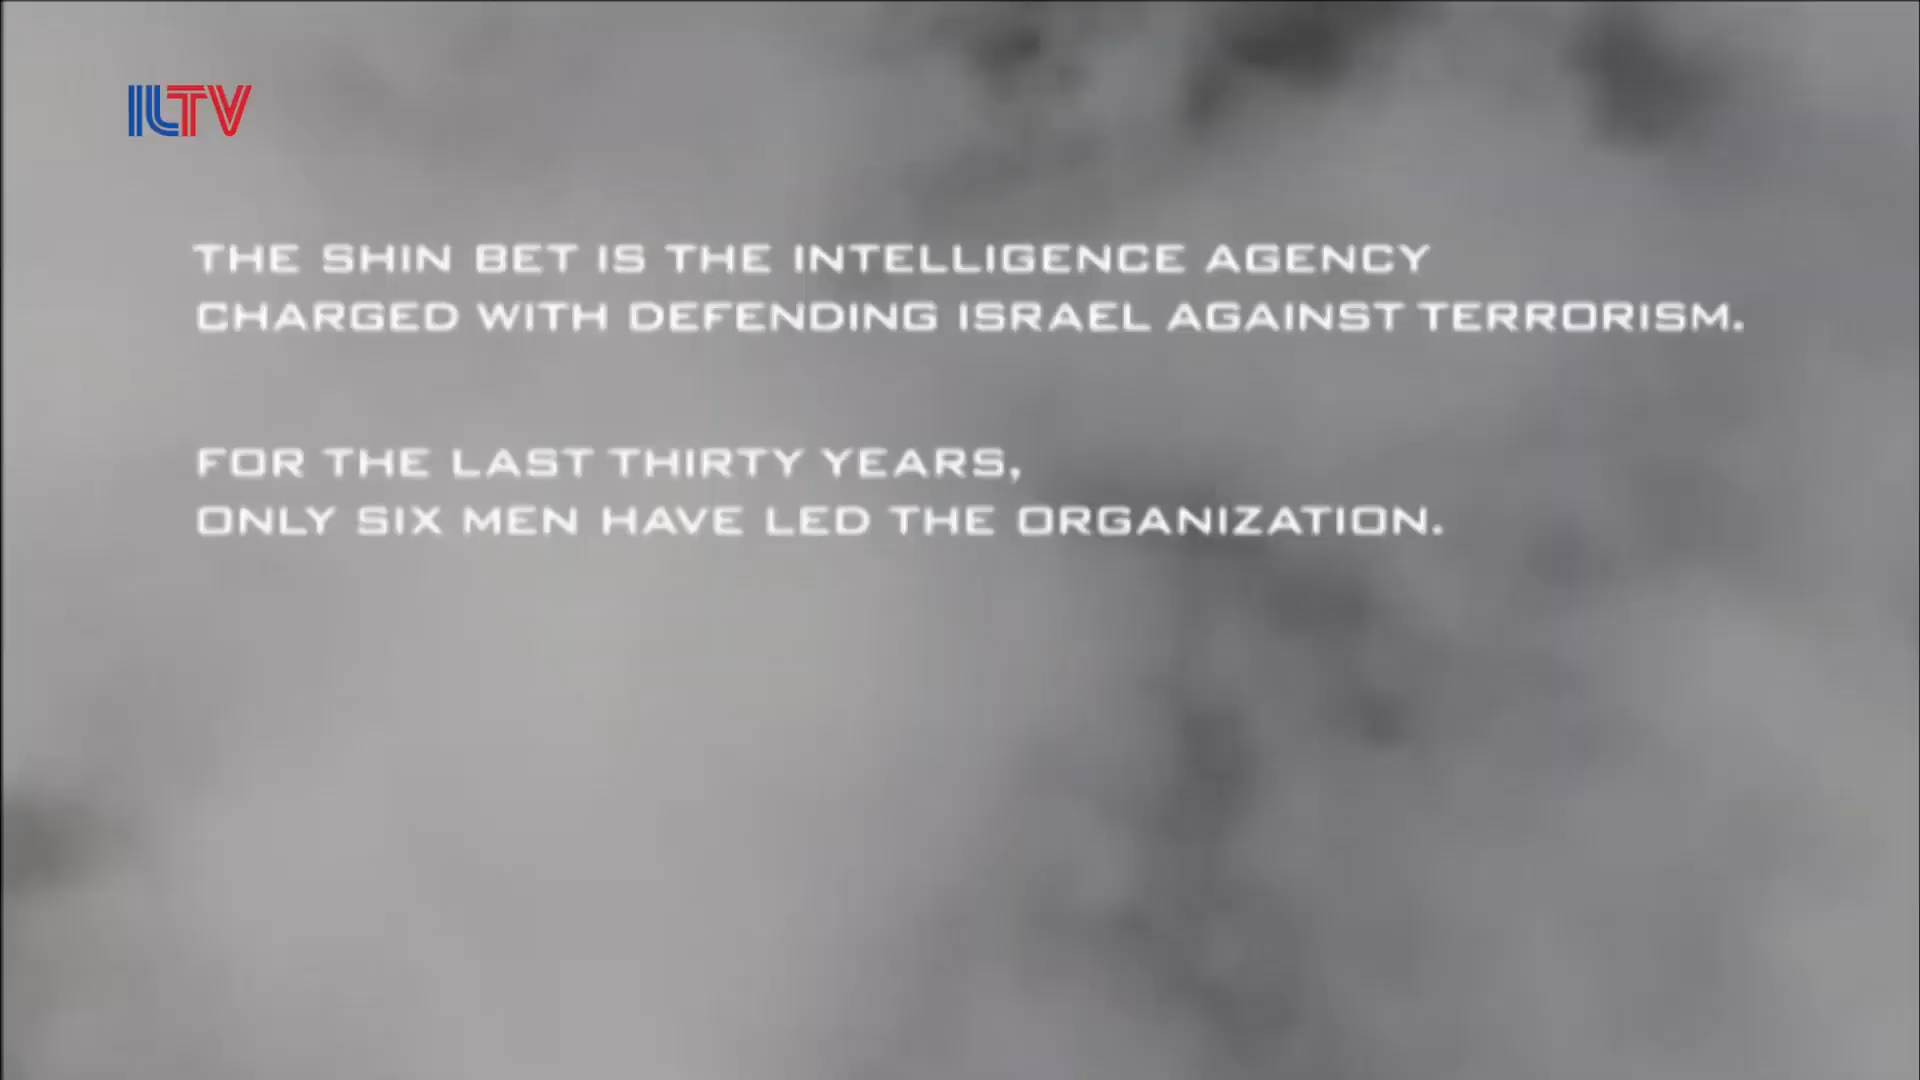 ILTV
THE SHIN BET IS THE INTELLIGENCE AGENCY
CHARGED WITH DEFENDING ISRAEL AGAINST TERRORISM.
FOR THE LAST THIRTY YEARS,
ONLY SIX MEN HAVE LED THE ORGANIZATION.